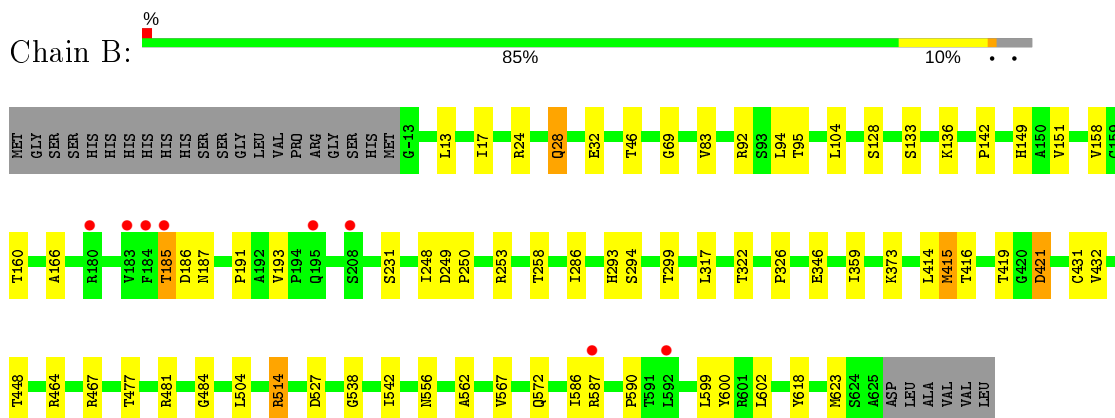 %
Chain B:
85% 10% • •
MET GLY SER SER HIS HIS HIS HIS HIS HIS SER SER GLY LEU VAL PRO ARG GLY SER HIS MET G-13 L13 I17 R24 Q28 E32 T46 G69 V83 R92 S93 L94 T95 L104 S128 S133 K136 P142 H149 A150 V151 V158 G159
T160 A166 R180 V183 F184 T185 D186 N187 P191 A192 V193 P194 Q195 S208 S231 I248 D249 P250 R253 T258 I286 H293 S294 T299 L317 T322 P326 E346 I359 K373 L414 M415 T416 T419 G420 D421 C431 V432
T448 R464 R467 T477 R481 G484 L504 R514 D527 G538 I542 N556 A562 V567 Q572 I586 R587 P590 T591 L592 L599 Y600 R601 L602 Y618 M623 S624 A625 ASP LEU ALA VAL VAL LEU